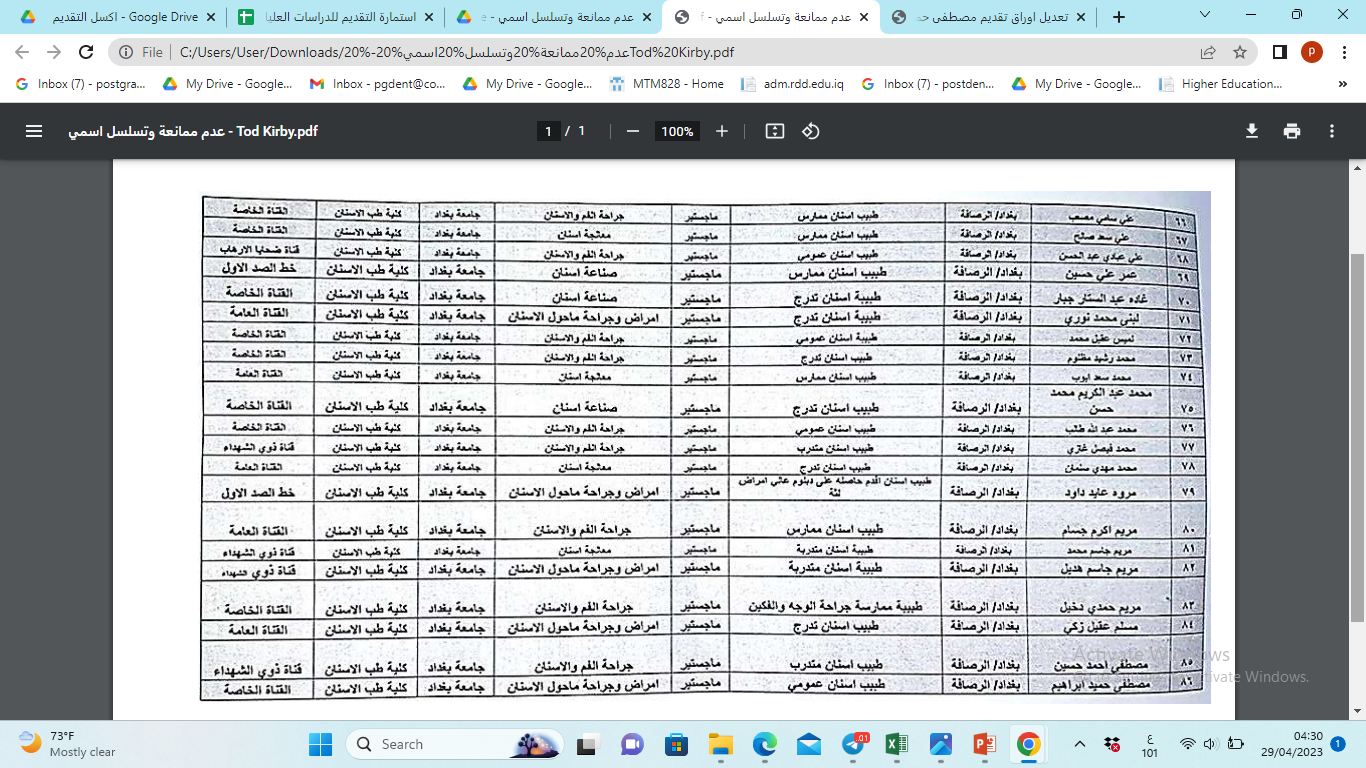 اكسل التقديم - Google Drive
استمارة التقديم للدراسات العليا
عدم ممانعة وتسلسل اسمي - e
عدم ممانعة وتسلسل اسمي - f
تعديل اوراق تقديم مصطفى حمـ
File
C:/Users/User/Downloads/20%-20%عدم%20ممانعة%20وتسلسل%20اسميTod%20Kirby.pdf
P
Inbox (7) - postgra...
My Drive - Google...
Inbox - pgdent@co...
My Drive - Google...
MTM828 - Home
adm.rdd.edu.iq
Inbox (7) - postden...
My Drive - Google...
Higher Education...
عدم ممانعة وتسلسل اسمي - Tod Kirby.pdf
1 / 1
100%
٦٦ علي سامي مصعب بغداد/ الرصافة طبيب اسنان ممارس ماجستير جراحة الفم والاسنان جامعة بغداد كلية طب الاسنان القناة الخاصة
٦٧ علي سعد صالح بغداد/ الرصافة طبيب اسنان ممارس ماجستير معالجة اسنان جامعة بغداد كلية طب الاسنان القناة الخاصة
٦٨ علي عبادي عبد الحسن بغداد/ الرصافة طبيب اسنان عمومي ماجستير جراحة الفم والاسنان جامعة بغداد كلية طب الاسنان قناة ضحايا الارهاب
٦٩ عمر علي حسين بغداد/ الرصافة طبيب اسنان ممارس ماجستير صناعة اسنان جامعة بغداد كلية طب الاسنان خط الصد الاول
٧٠ غاده عبد الستار جبار بغداد/ الرصافة طبيبة اسنان تدرج ماجستير صناعة اسنان جامعة بغداد كلية طب الاسنان القناة الخاصة
٧١ لبنى محمد نوري بغداد/ الرصافة طبيبة اسنان تدرج ماجستير امراض وجراحة ماحول الاسنان جامعة بغداد كلية طب الاسنان القناة العامة
٧٢ لميس عقيل محمد بغداد/ الرصافة طبيبة اسنان عمومي ماجستير جراحة الفم والاسنان جامعة بغداد كلية طب الاسنان القناة الخاصة
٧٣ محمد رشيد مظلوم بغداد/ الرصافة طبيب اسنان تدرج ماجستير جراحة الفم والاسنان جامعة بغداد كلية طب الاسنان القناة الخاصة
٧٤ محمد سعد ايوب بغداد/ الرصافة طبيب اسنان ممارس ماجستير معالجة اسنان جامعة بغداد كلية طب الاسنان القناة العامة
٧٥ محمد عبد الكريم محمد حسن بغداد/ الرصافة طبيب اسنان تدرج ماجستير صناعة اسنان جامعة بغداد كلية طب الاسنان القناة الخاصة
٧٦ محمد عبد الله طالب بغداد/ الرصافة طبيب اسنان عمومي ماجستير جراحة الفم والاسنان جامعة بغداد كلية طب الاسنان القناة الخاصة
٧٧ محمد فيصل غازي بغداد/ الرصافة طبيب اسنان متدرب ماجستير جراحة الفم والاسنان جامعة بغداد كلية طب الاسنان قناة ذوي الشهداء
٧٨ محمد مهدي سلمان بغداد/ الرصافة طبيب اسنان تدرج ماجستير معالجة اسنان جامعة بغداد كلية طب الاسنان القناة العامة
٧٩ مروه عايد داود بغداد/ الرصافة طبيب اسنان اقدم حاصله على دبلوم عالي امراض لثة ماجستير امراض وجراحة ماحول الاسنان جامعة بغداد كلية طب الاسنان خط الصد الاول
٨٠ مريم اكرم جسام بغداد/ الرصافة طبيب اسنان ممارس ماجستير جراحة الفم والاسنان جامعة بغداد كلية طب الاسنان القناة العامة
٨١ مريم جاسم محمد بغداد/ الرصافة طبيبة اسنان متدربة ماجستير معالجة اسنان جامعة بغداد كلية طب الاسنان قناة ذوي الشهداء
٨٢ مريم جاسم هديل بغداد/ الرصافة طبيبة اسنان متدربة ماجستير امراض وجراحة ماحول الاسنان جامعة بغداد كلية طب الاسنان قناة ذوي الشهداء
٨٣ مريم حمدي دخيل بغداد/ الرصافة طبيبة ممارسة جراحة الوجه والفكين ماجستير جراحة الفم والاسنان جامعة بغداد كلية طب الاسنان القناة الخاصة
٨٤ مسلم عقيل زكي بغداد/ الرصافة طبيب اسنان تدرج ماجستير امراض وجراحة ماحول الاسنان جامعة بغداد كلية طب الاسنان القناة العامة
٨٥ مصطفى احمد حسين بغداد/ الرصافة طبيب اسنان متدرب ماجستير جراحة الفم والاسنان جامعة بغداد كلية طب الاسنان قناة ذوي الشهداء
٨٦ مصطفى حميد ابراهيم بغداد/ الرصافة طبيب اسنان عمومي ماجستير امراض وجراحة ماحول الاسنان جامعة بغداد كلية طب الاسنان القناة الخاصة
Activate Windows
Activate Windows.
73°F
Mostly clear
Search
.01
ع
101
04:30
29/04/2023
1